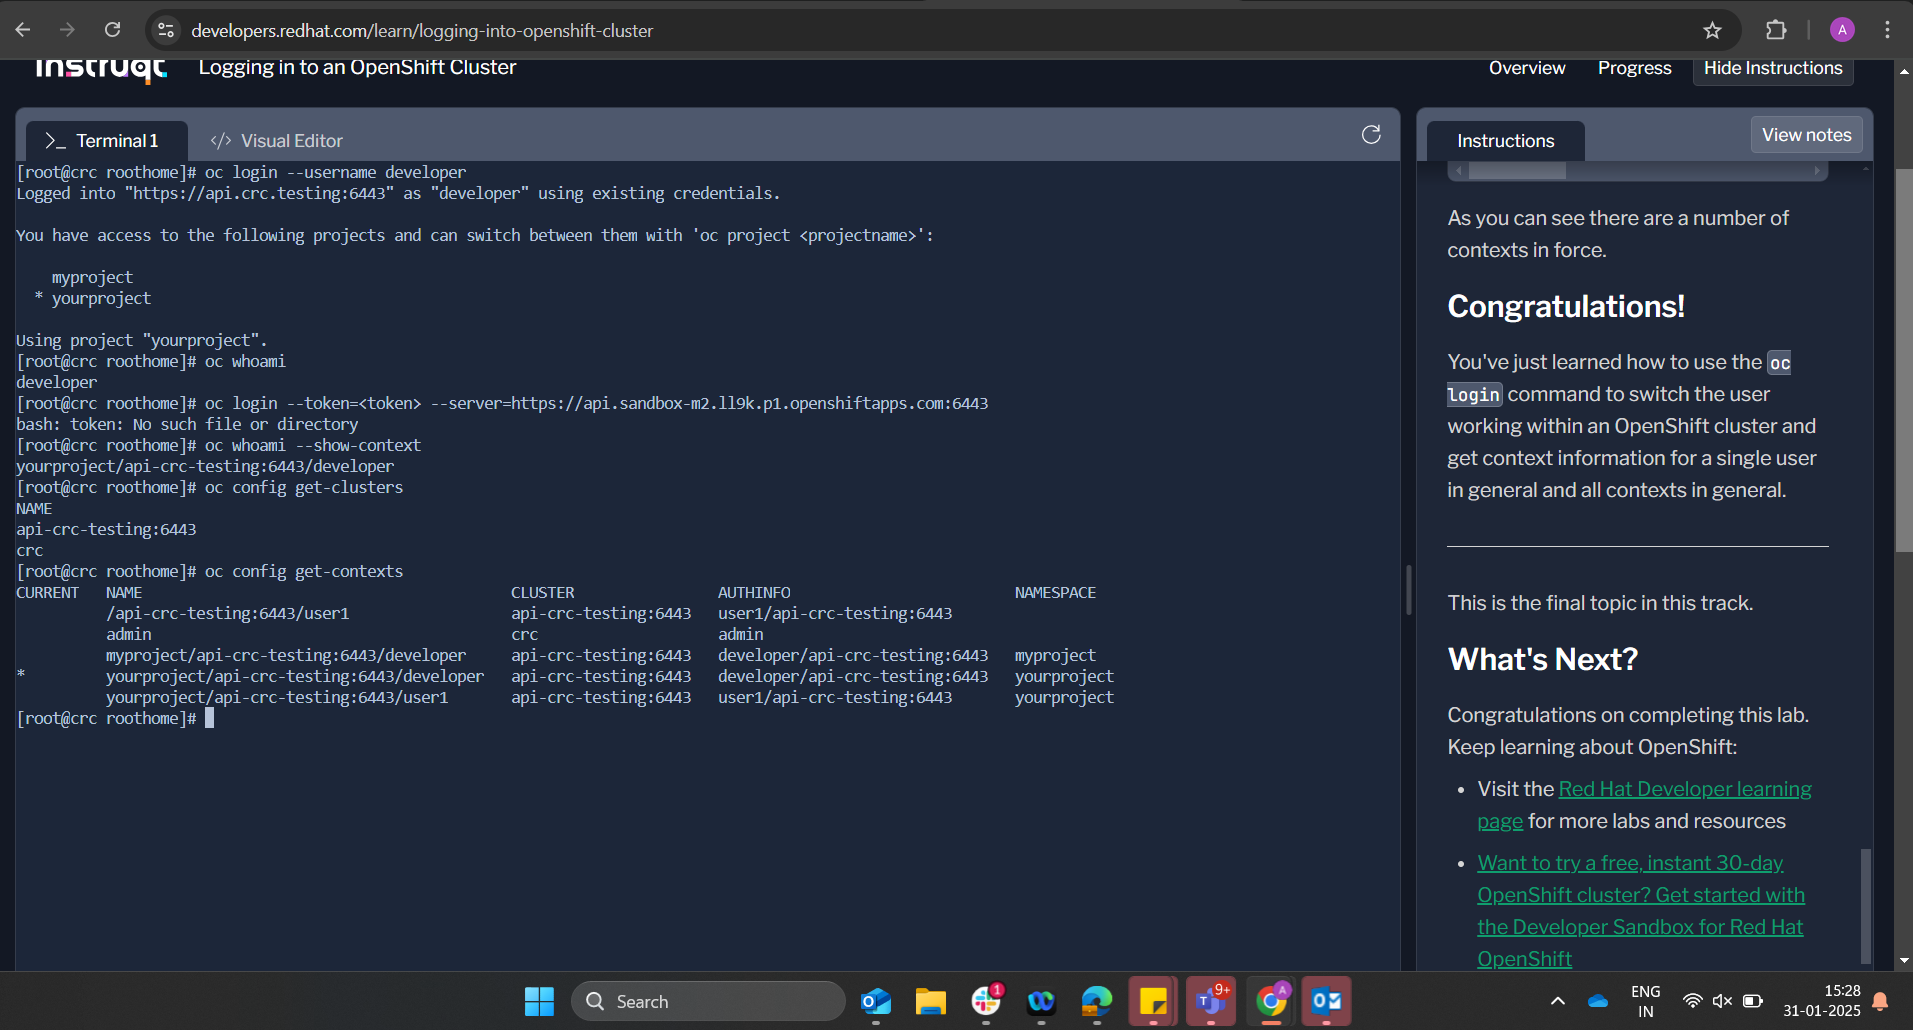 developers.redhat.com/learn/logging-into-openshift-cluster
A
instruqt
Logging in to an OpenShift Cluster
Overview
Progress
Hide Instructions
>_ Terminal 1
</> Visual Editor
[root@crc roothome]# oc login --username developer
Logged into "https://api.crc.testing:6443" as "developer" using existing credentials.
You have access to the following projects and can switch between them with 'oc project <projectname>':
myproject
* yourproject
Using project "yourproject".
[root@crc roothome]# oc whoami
developer
[root@crc roothome]# oc login --token=<token> --server=https://api.sandbox-m2.ll9k.p1.openshiftapps.com:6443
bash: token: No such file or directory
[root@crc roothome]# oc whoami --show-context
yourproject/api-crc-testing:6443/developer
[root@crc roothome]# oc config get-clusters
NAME
api-crc-testing:6443
crc
[root@crc roothome]# oc config get-contexts
CURRENT NAME CLUSTER AUTHINFO NAMESPACE
/api-crc-testing:6443/user1 api-crc-testing:6443 user1/api-crc-testing:6443
admin crc admin
myproject/api-crc-testing:6443/developer api-crc-testing:6443 developer/api-crc-testing:6443 myproject
* yourproject/api-crc-testing:6443/developer api-crc-testing:6443 developer/api-crc-testing:6443 yourproject
yourproject/api-crc-testing:6443/user1 api-crc-testing:6443 user1/api-crc-testing:6443 yourproject
[root@crc roothome]#
Instructions
View notes
As you can see there are a number of
contexts in force.
Congratulations!
You've just learned how to use the oc
login command to switch the user
working within an OpenShift cluster and
get context information for a single user
in general and all contexts in general.
This is the final topic in this track.
What's Next?
Congratulations on completing this lab.
Keep learning about OpenShift:
• Visit the Red Hat Developer learning
page for more labs and resources
• Want to try a free, instant 30-day
OpenShift cluster? Get started with
the Developer Sandbox for Red Hat
OpenShift
Search
1
9+
A
ENG
IN
15:28
31-01-2025